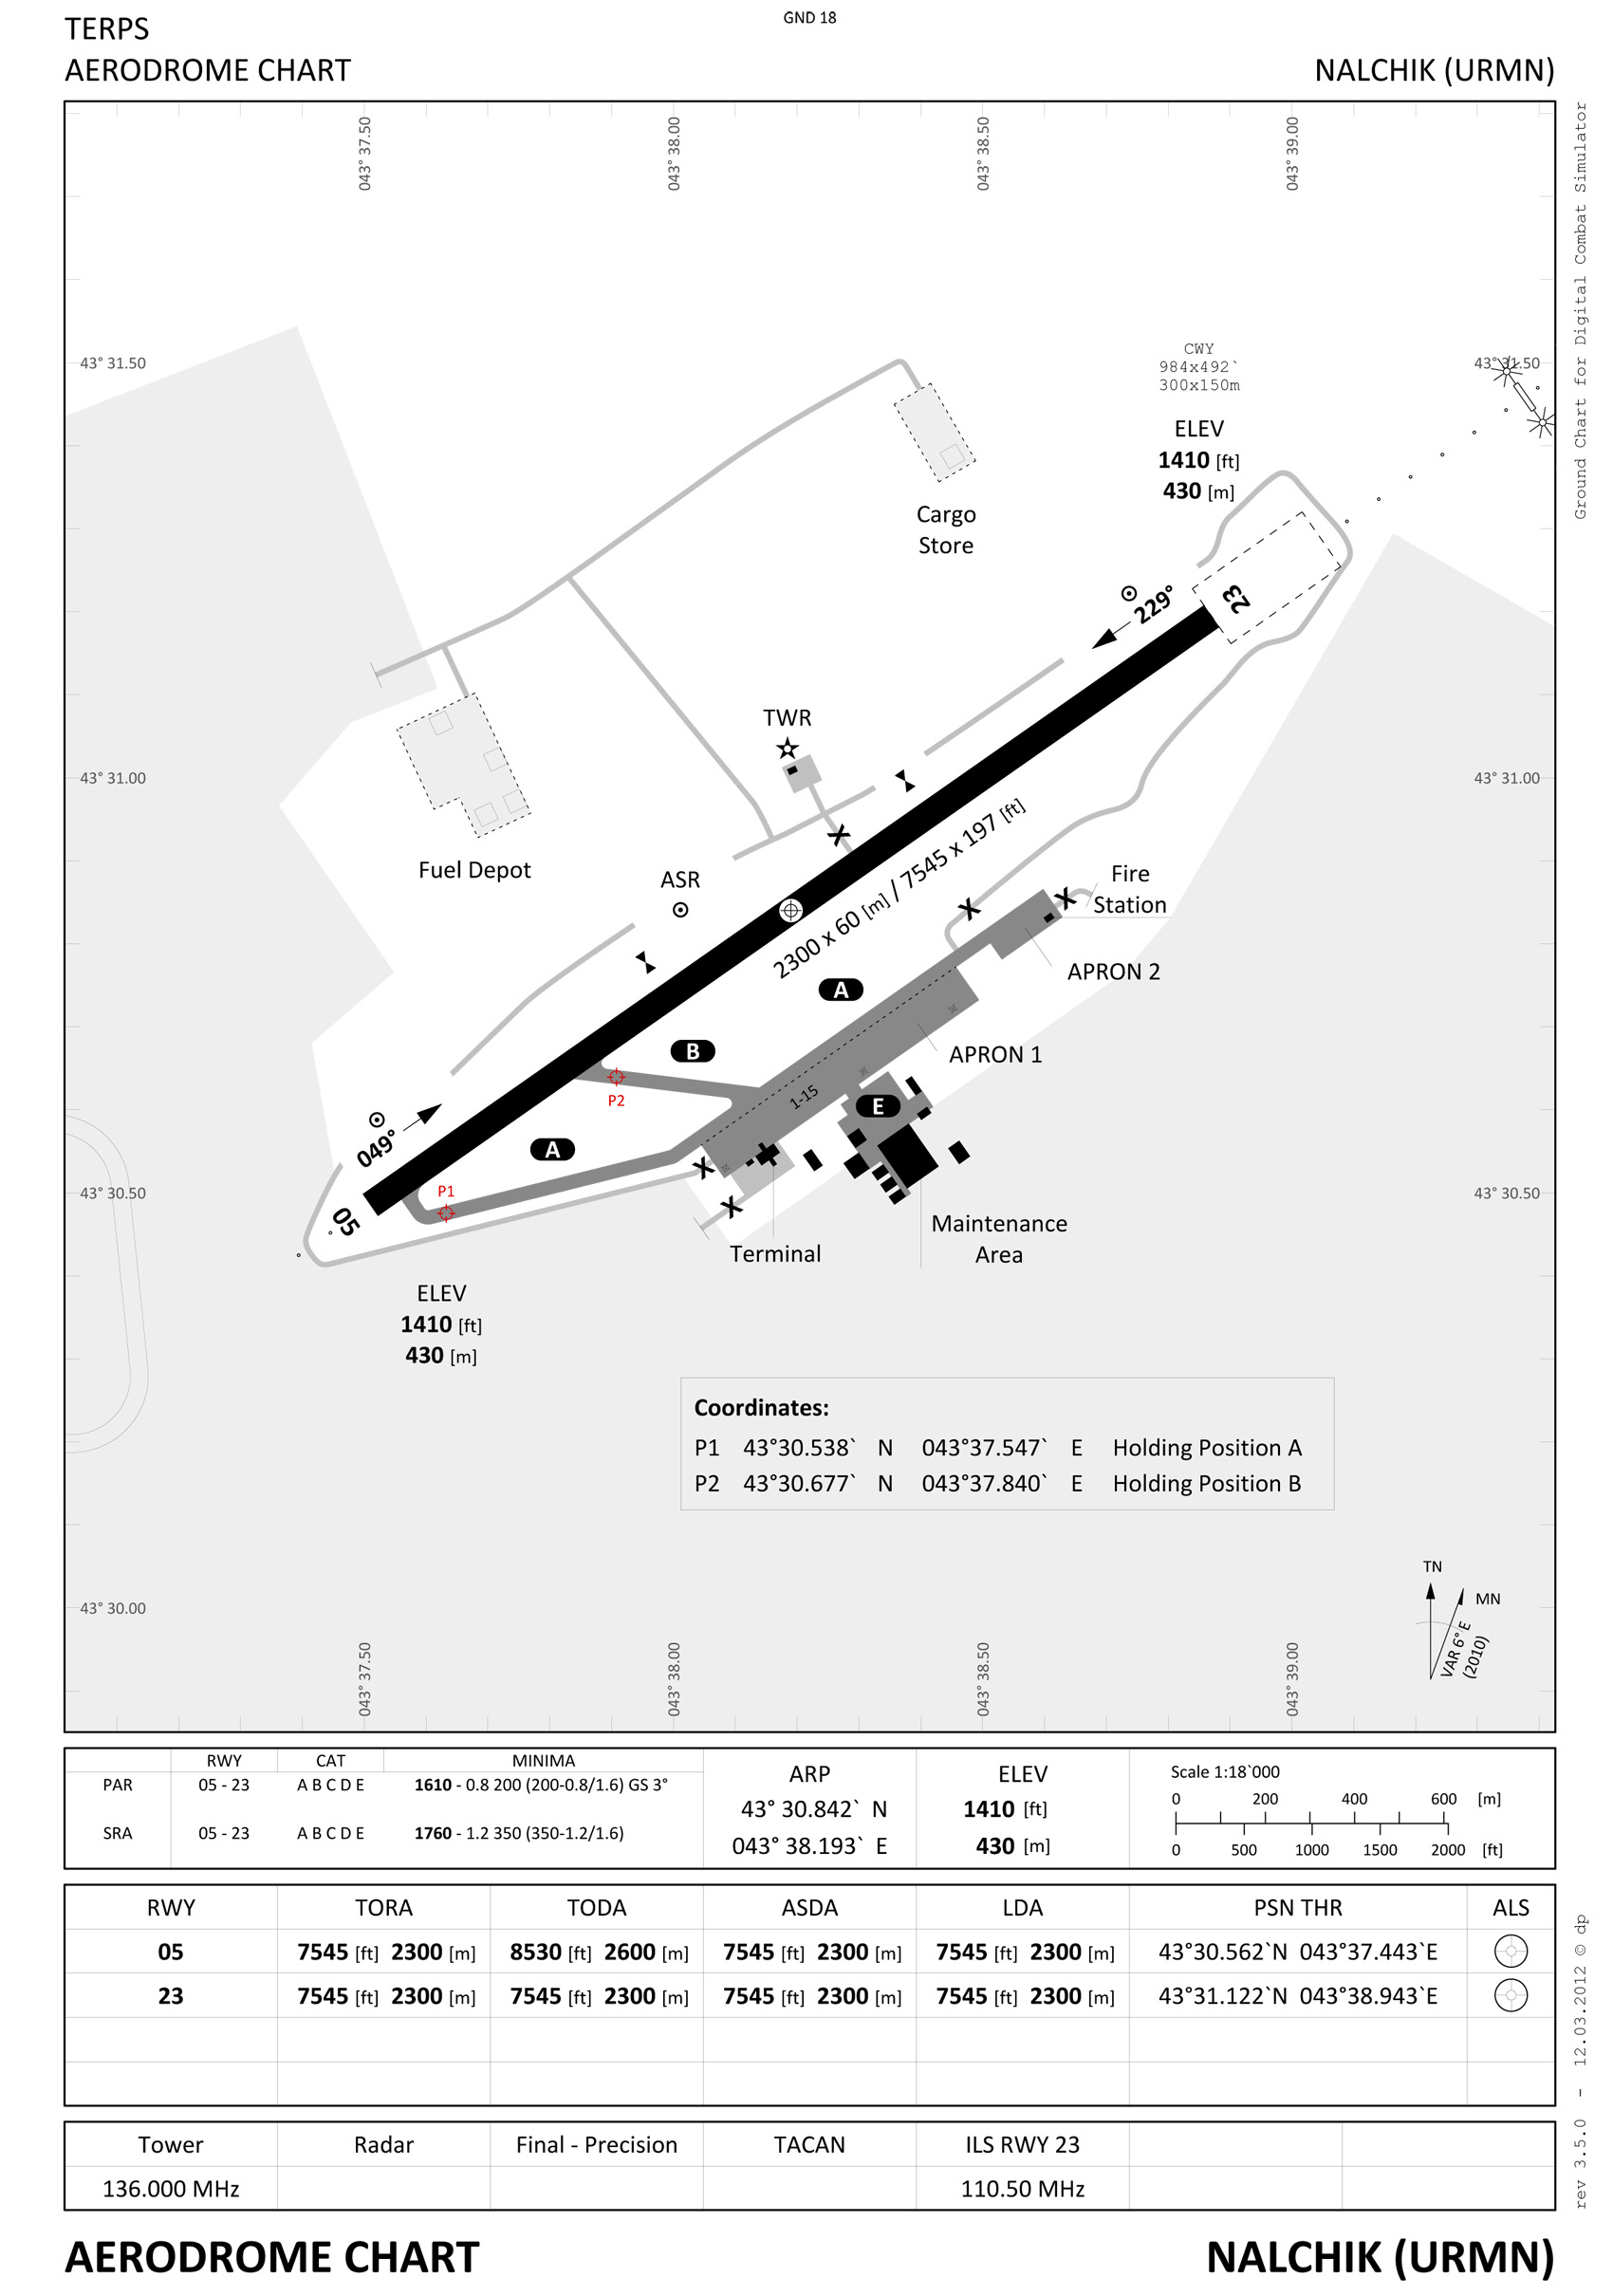 GND 18
TERPS
AERODROME CHART
NALCHIK (URMN)
Ground Chart for Digital Combat Simulator
043° 37.50
043° 38.00
043° 38.50
043° 39.00
CWY
984x492`
300x150m
43° 31.50
43° 31.50
ELEV
1410 [ft]
430 [m]
Cargo
Store
23
229°
TWR
43° 31.00
43° 31.00
2300 x 60 [m] / 7545 x 197 [ft]
Fuel Depot
ASR
Fire
Station
APRON 2
A
B
APRON 1
P2
1-15
E
049°
A
P1
05
43° 30.50
43° 30.50
Maintenance
Area
Terminal
ELEV
1410 [ft]
430 [m]
Coordinates:
P1 43°30.538` N 043°37.547` E Holding Position A
P2 43°30.677` N 043°37.840` E Holding Position B
TN
MN
VAR 6° E
(2010)
43° 30.00
043° 37.50
043° 38.00
043° 38.50
043° 39.00
RWY CAT MINIMA
PAR 05 - 23 A B C D E 1610 - 0.8 200 (200-0.8/1.6) GS 3°
SRA 05 - 23 A B C D E 1760 - 1.2 350 (350-1.2/1.6)
ARP
43° 30.842` N
043° 38.193` E
ELEV
1410 [ft]
430 [m]
Scale 1:18`000
0 200 400 600 [m]
0 500 1000 1500 2000 [ft]
RWY TORA TODA ASDA LDA PSN THR ALS
05 7545 [ft] 2300 [m] 8530 [ft] 2600 [m] 7545 [ft] 2300 [m] 7545 [ft] 2300 [m] 43°30.562`N 043°37.443`E
23 7545 [ft] 2300 [m] 7545 [ft] 2300 [m] 7545 [ft] 2300 [m] 7545 [ft] 2300 [m] 43°31.122`N 043°38.943`E
Tower Radar Final - Precision TACAN ILS RWY 23
136.000 MHz 110.50 MHz
rev 3.5.0 - 12.03.2012 © dp
AERODROME CHART
NALCHIK (URMN)